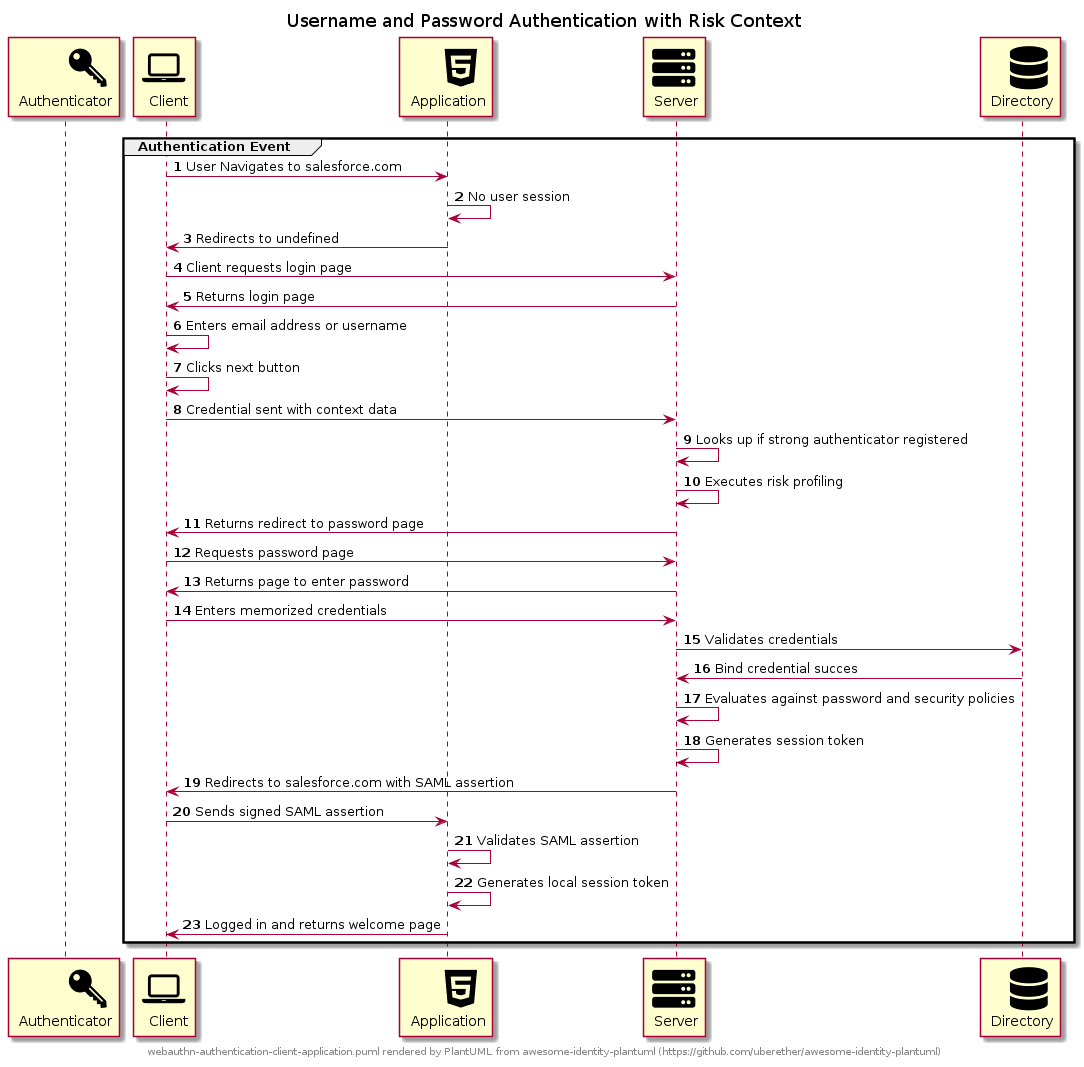 Username and Password Authentication with Risk Context
Authenticator Client Application Server Directory
Authentication Event
1 User Navigates to salesforce.com
2 No user session
3 Redirects to undefined
4 Client requests login page
5 Returns login page
6 Enters email address or username
7 Clicks next button
8 Credential sent with context data
9 Looks up if strong authenticator registered
10 Executes risk profiling
11 Returns redirect to password page
12 Requests password page
13 Returns page to enter password
14 Enters memorized credentials
15 Validates credentials
16 Bind credential succes
17 Evaluates against password and security policies
18 Generates session token
19 Redirects to salesforce.com with SAML assertion
20 Sends signed SAML assertion
21 Validates SAML assertion
22 Generates local session token
23 Logged in and returns welcome page
Authenticator Client Application Server Directory
webauthn-authentication-client-application.puml rendered by PlantUML from awesome-identity-plantuml (https://github.com/uberether/awesome-identity-plantuml)